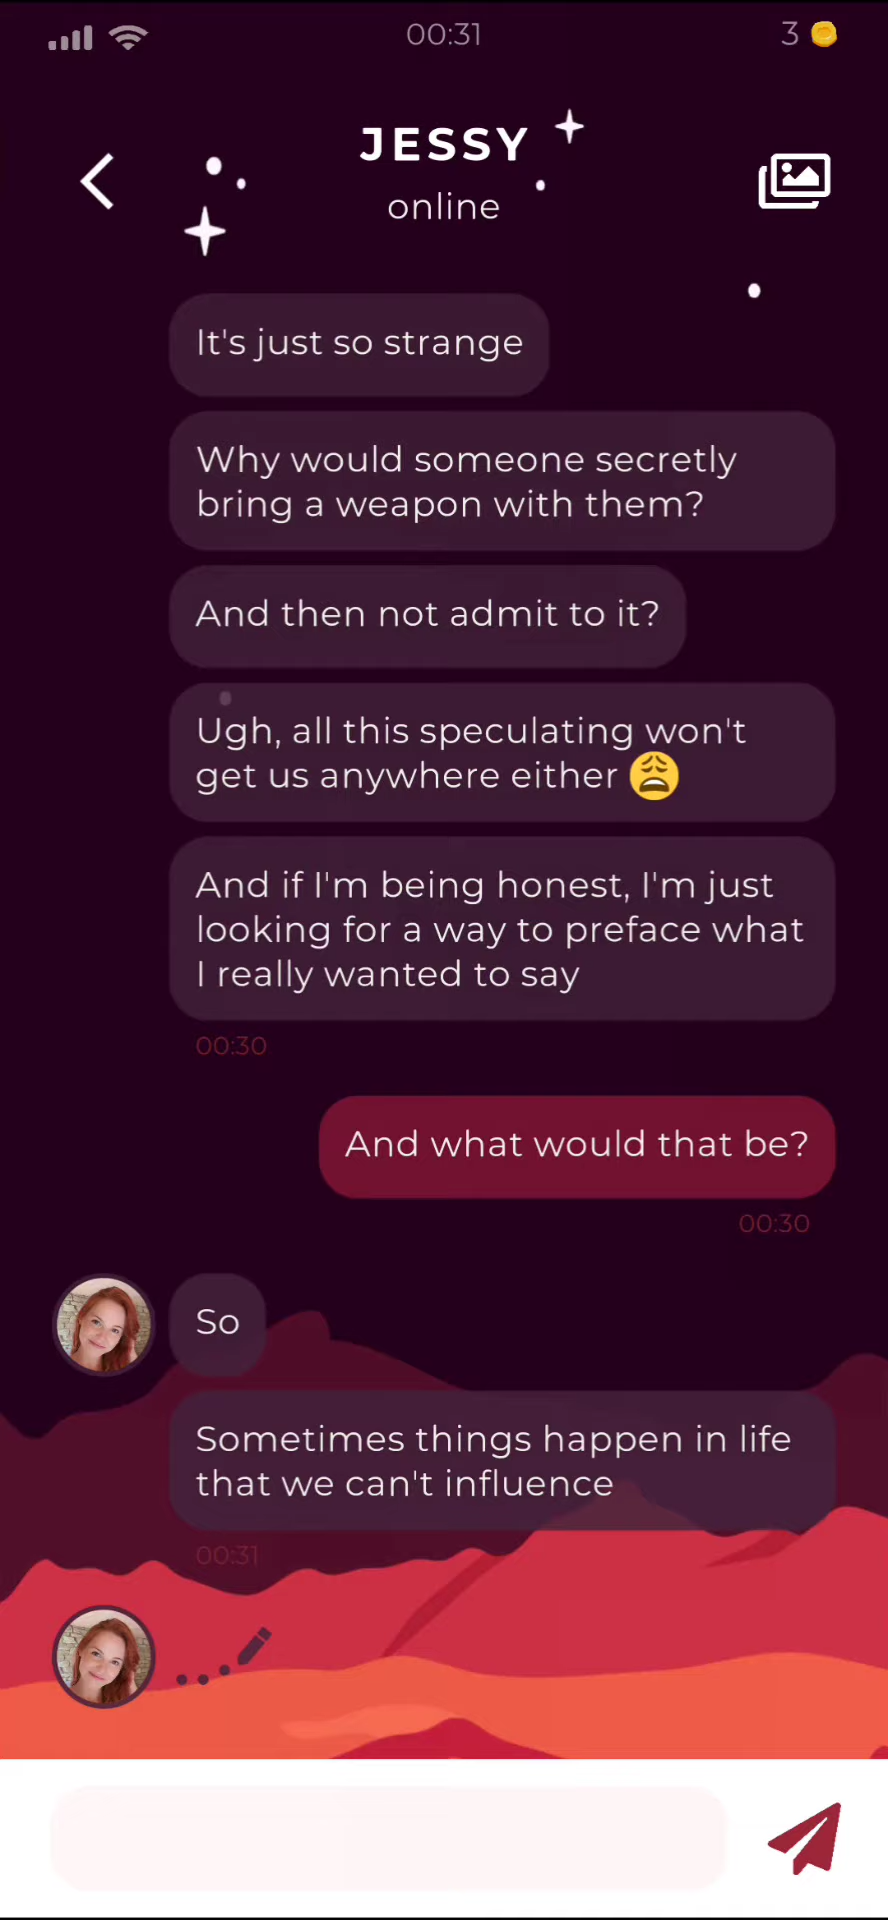 00:31
3
JESSY
online
It's just so strange
Why would someone secretly
bring a weapon with them?
And then not admit to it?
Ugh, all this speculating won't
get us anywhere either 😩
And if I'm being honest, I'm just
looking for a way to preface what
I really wanted to say
00:30
And what would that be?
00:30
So
Sometimes things happen in life
that we can't influence
00:31